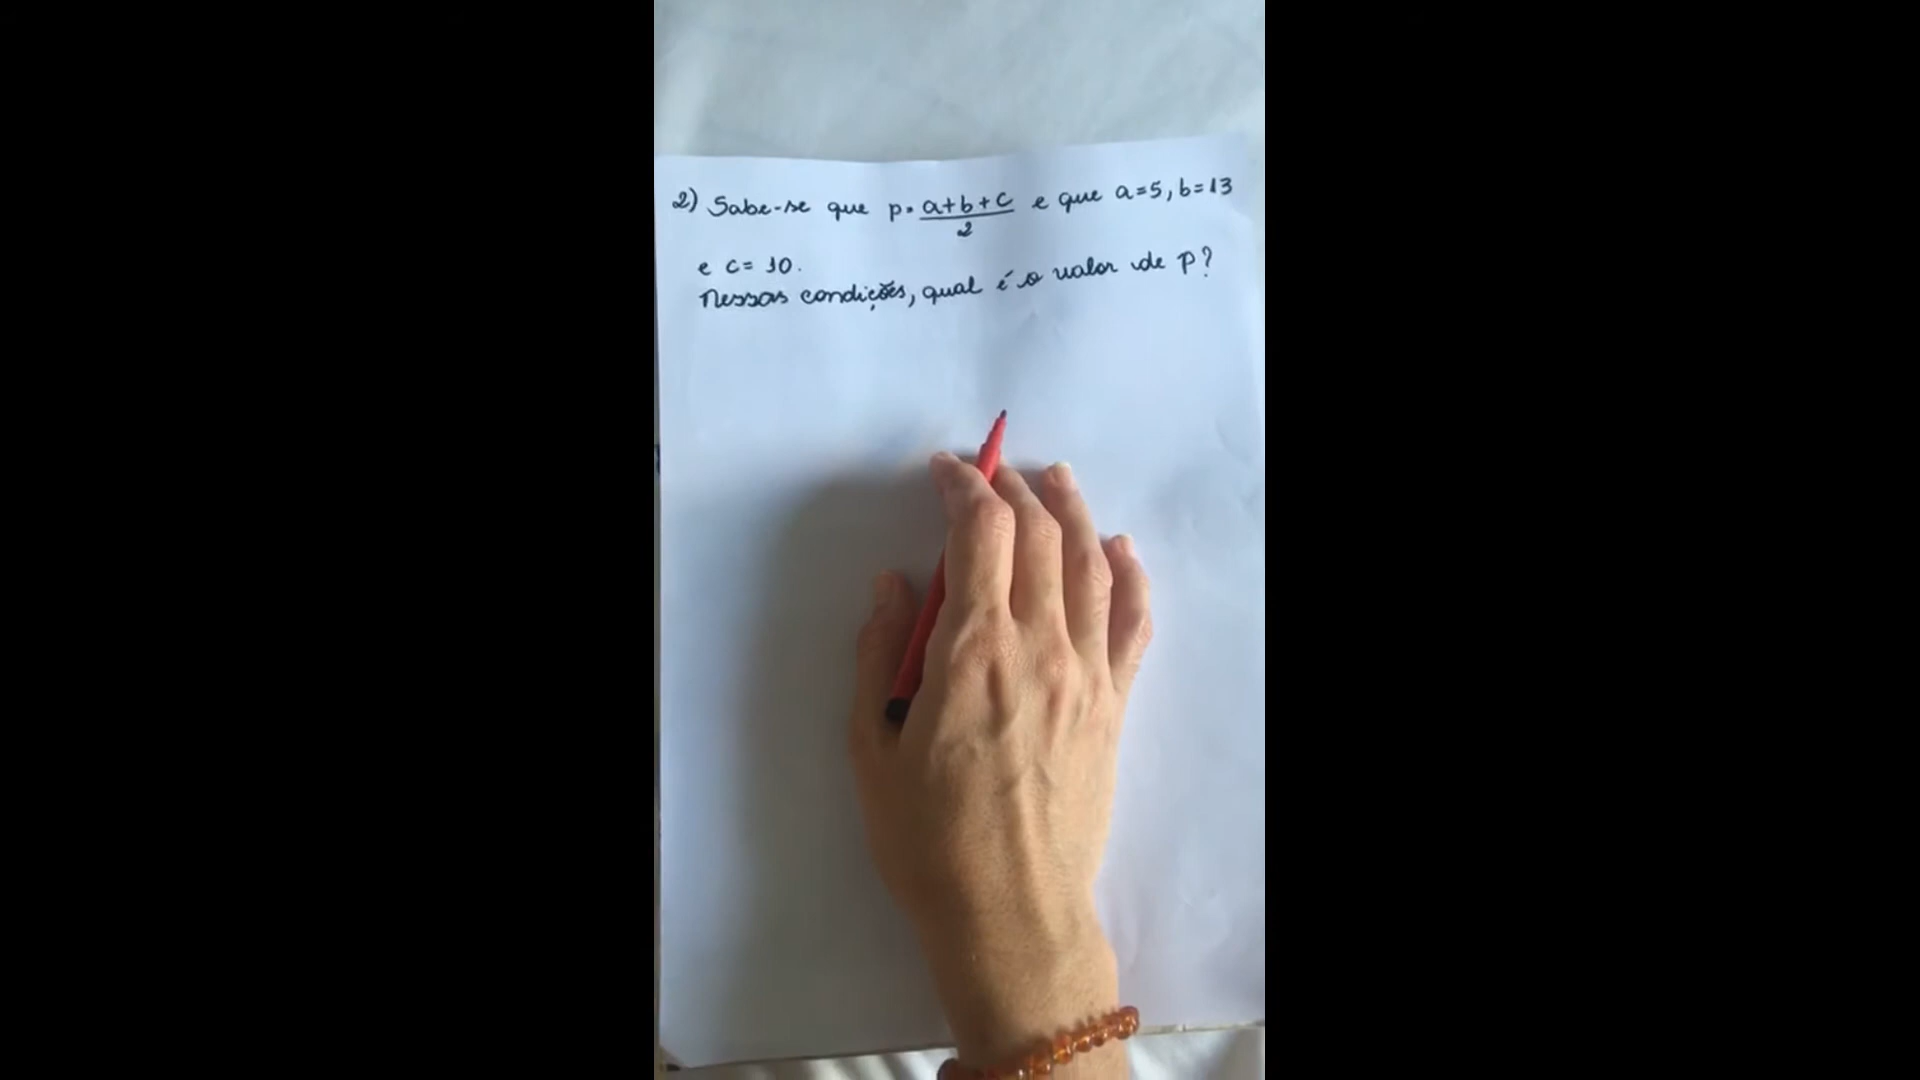 2) Sabe-se que p = a+b+c/2 e que a=5, b=13
e c= 10.
Nessas condições, qual é o valor de p?